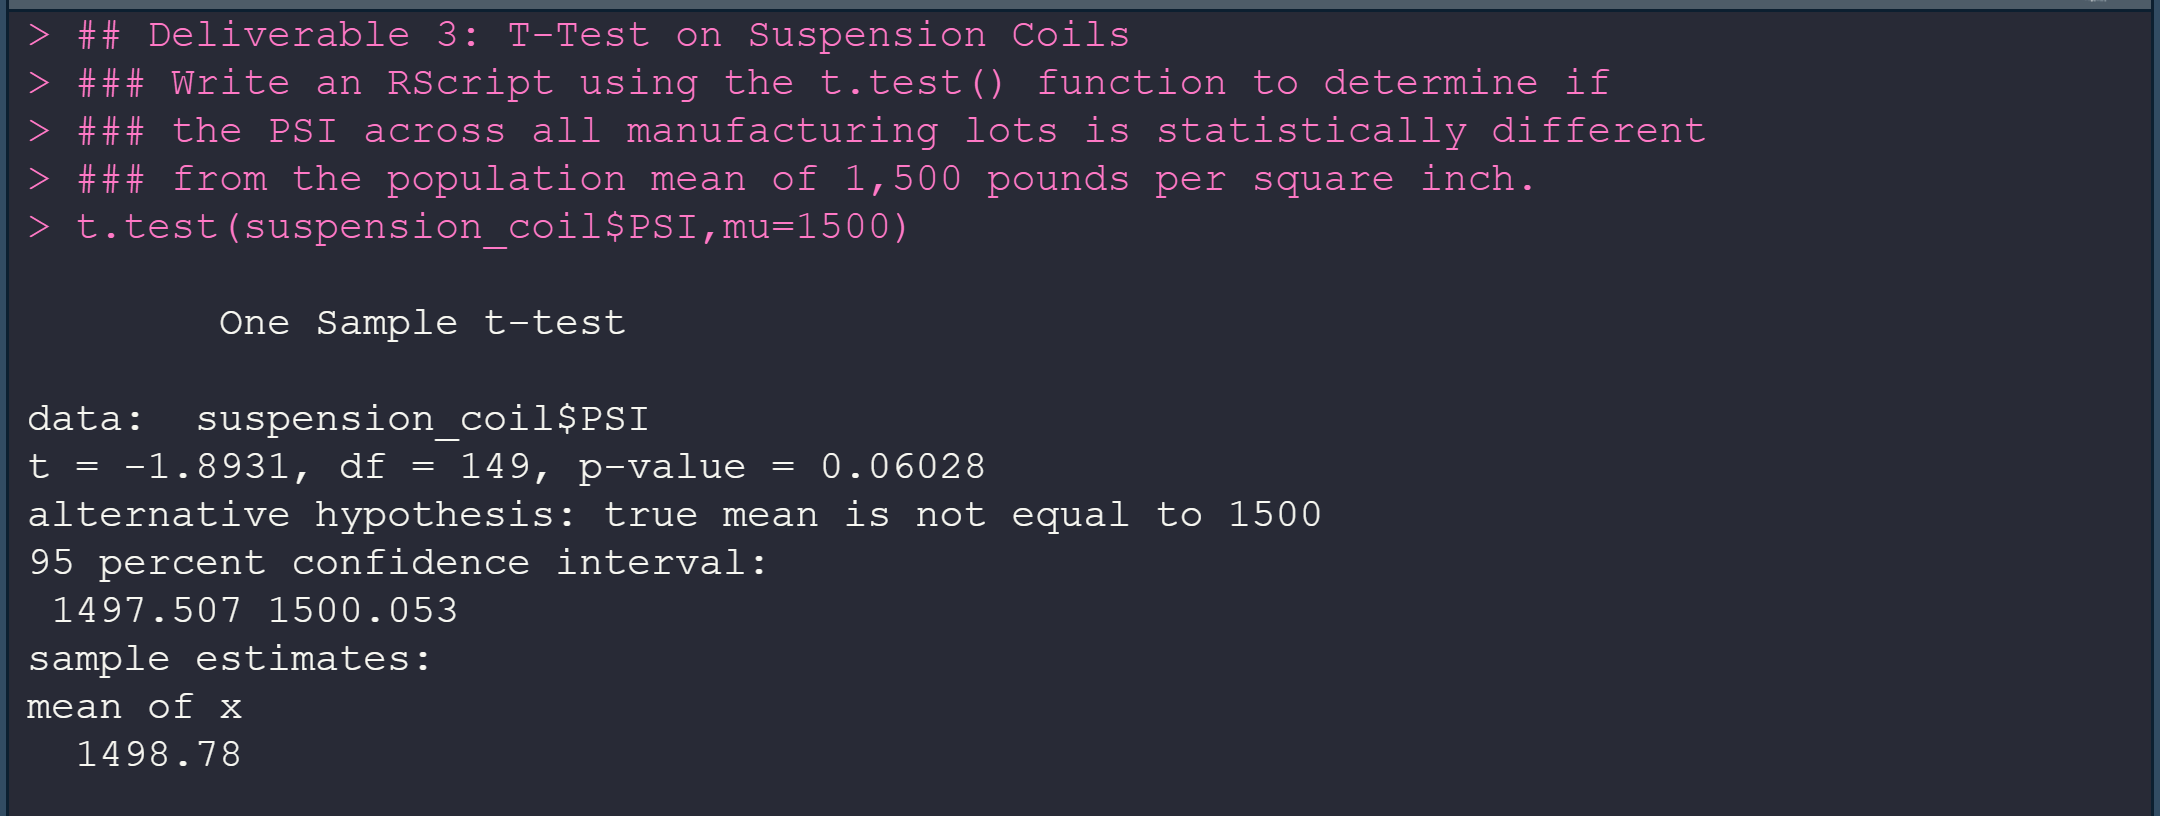 > ## Deliverable 3: T-Test on Suspension Coils
> ### Write an RScript using the t.test() function to determine if
> ### the PSI across all manufacturing lots is statistically different
> ### from the population mean of 1,500 pounds per square inch.
> t.test(suspension_coil$PSI,mu=1500)
One Sample t-test
data:  suspension_coil$PSI
t = -1.8931, df = 149, p-value = 0.06028
alternative hypothesis: true mean is not equal to 1500
95 percent confidence interval:
1497.507 1500.053
sample estimates:
mean of x
1498.78